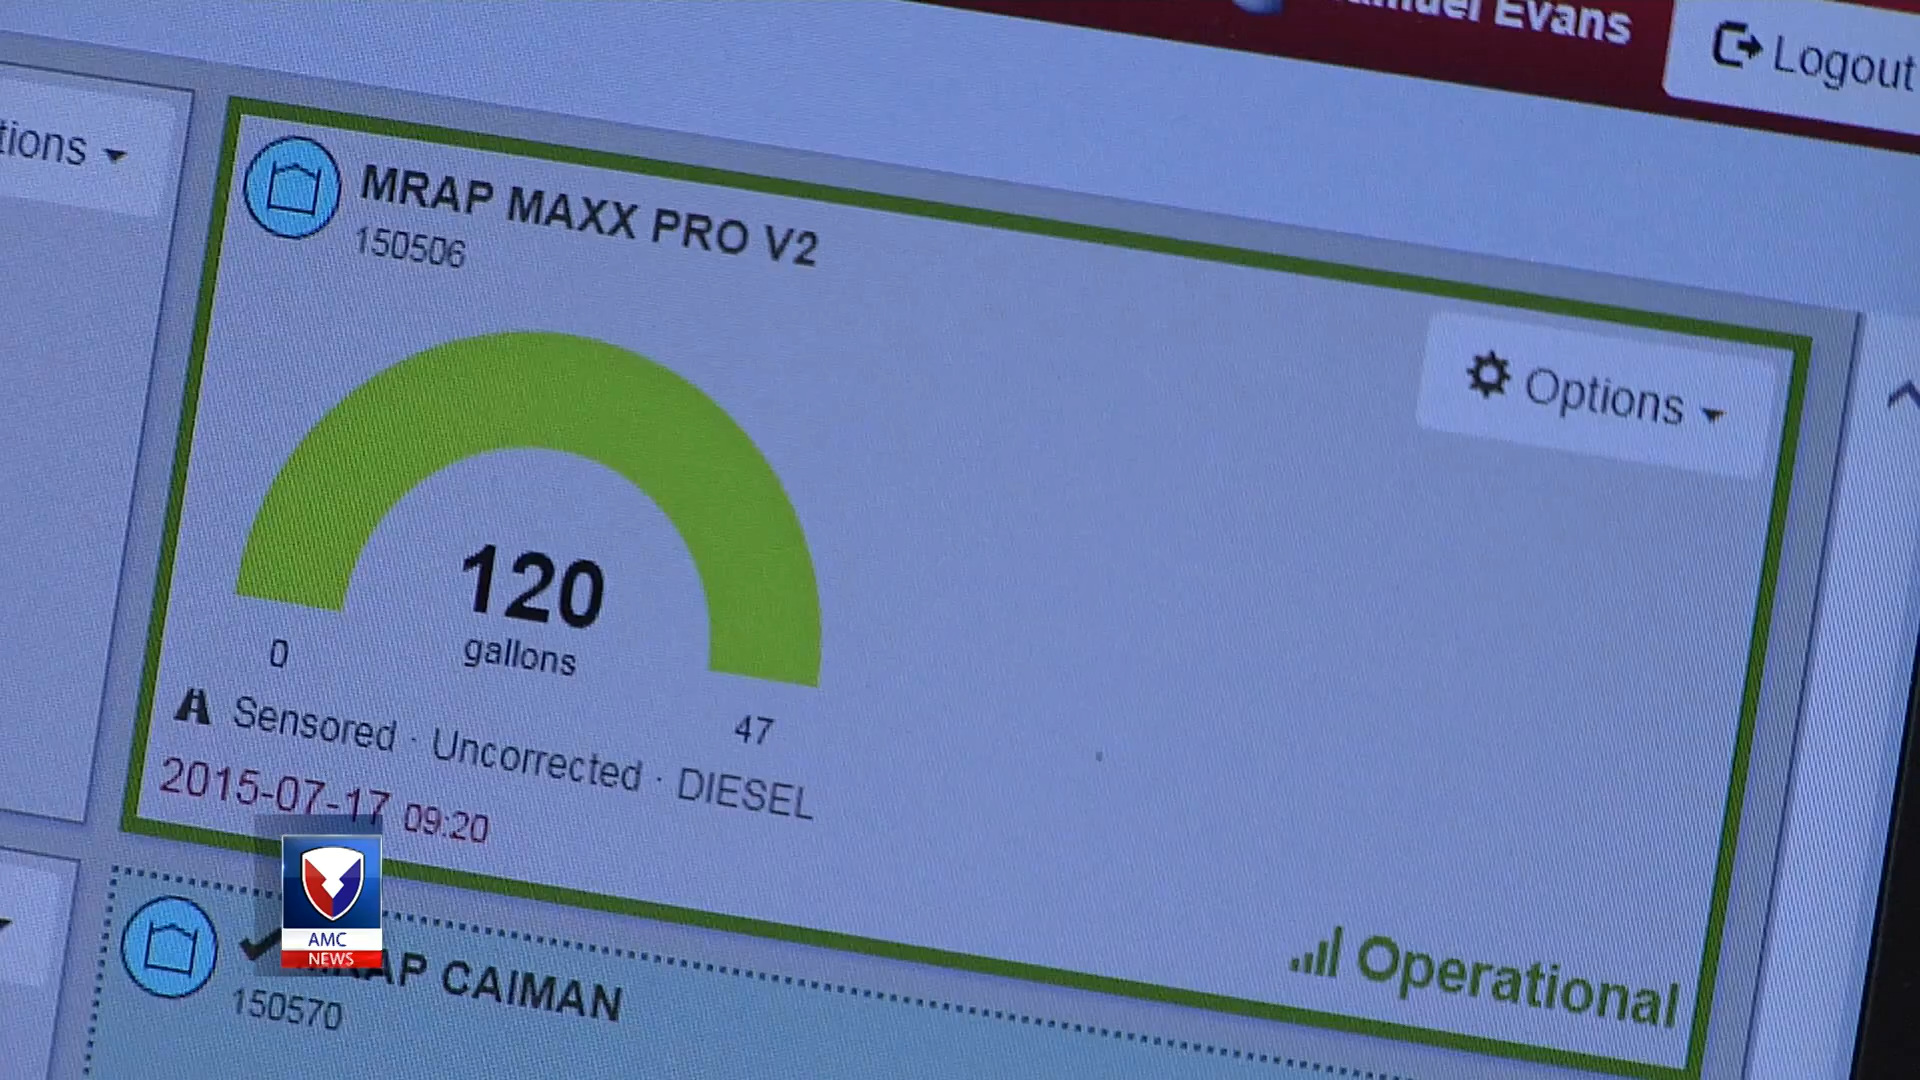 Evans
Logout
MRAP MAXX PRO V2
150506
Options
120
gallons
0
47
Sensored · Uncorrected · DIESEL
2015-07-17 09:20
Operational
AMC
NEWS
CAIMAN
150570